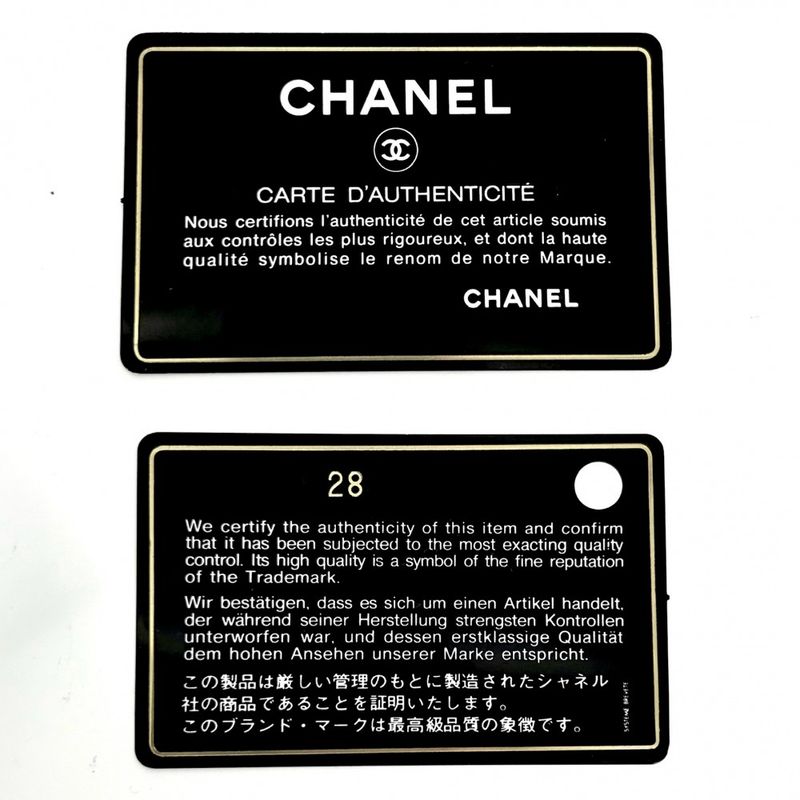 CHANEL
CARTE D'AUTHENTICITÉ
Nous certifions l'authenticité de cet article soumis
aux contrôles les plus rigoureux, et dont la haute
qualité symbolise le renom de notre Marque.
CHANEL
28
We certify the authenticity of this item and confirm
that it has been subjected to the most exacting quality
control. Its high quality is a symbol of the fine reputation
of the Trademark.
Wir bestätigen, dass es sich um einen Artikel handelt,
der während seiner Herstellung strengsten Kontrollen
unterworfen war, und dessen erstklassige Qualität
dem hohen Ansehen unserer Marke entspricht.
この製品は厳しい管理のもとに製造されたシャネル
社の商品であることを証明いたします。
このブランド・マークは最高級品質の象徴です。
SYSTEME BREVETE